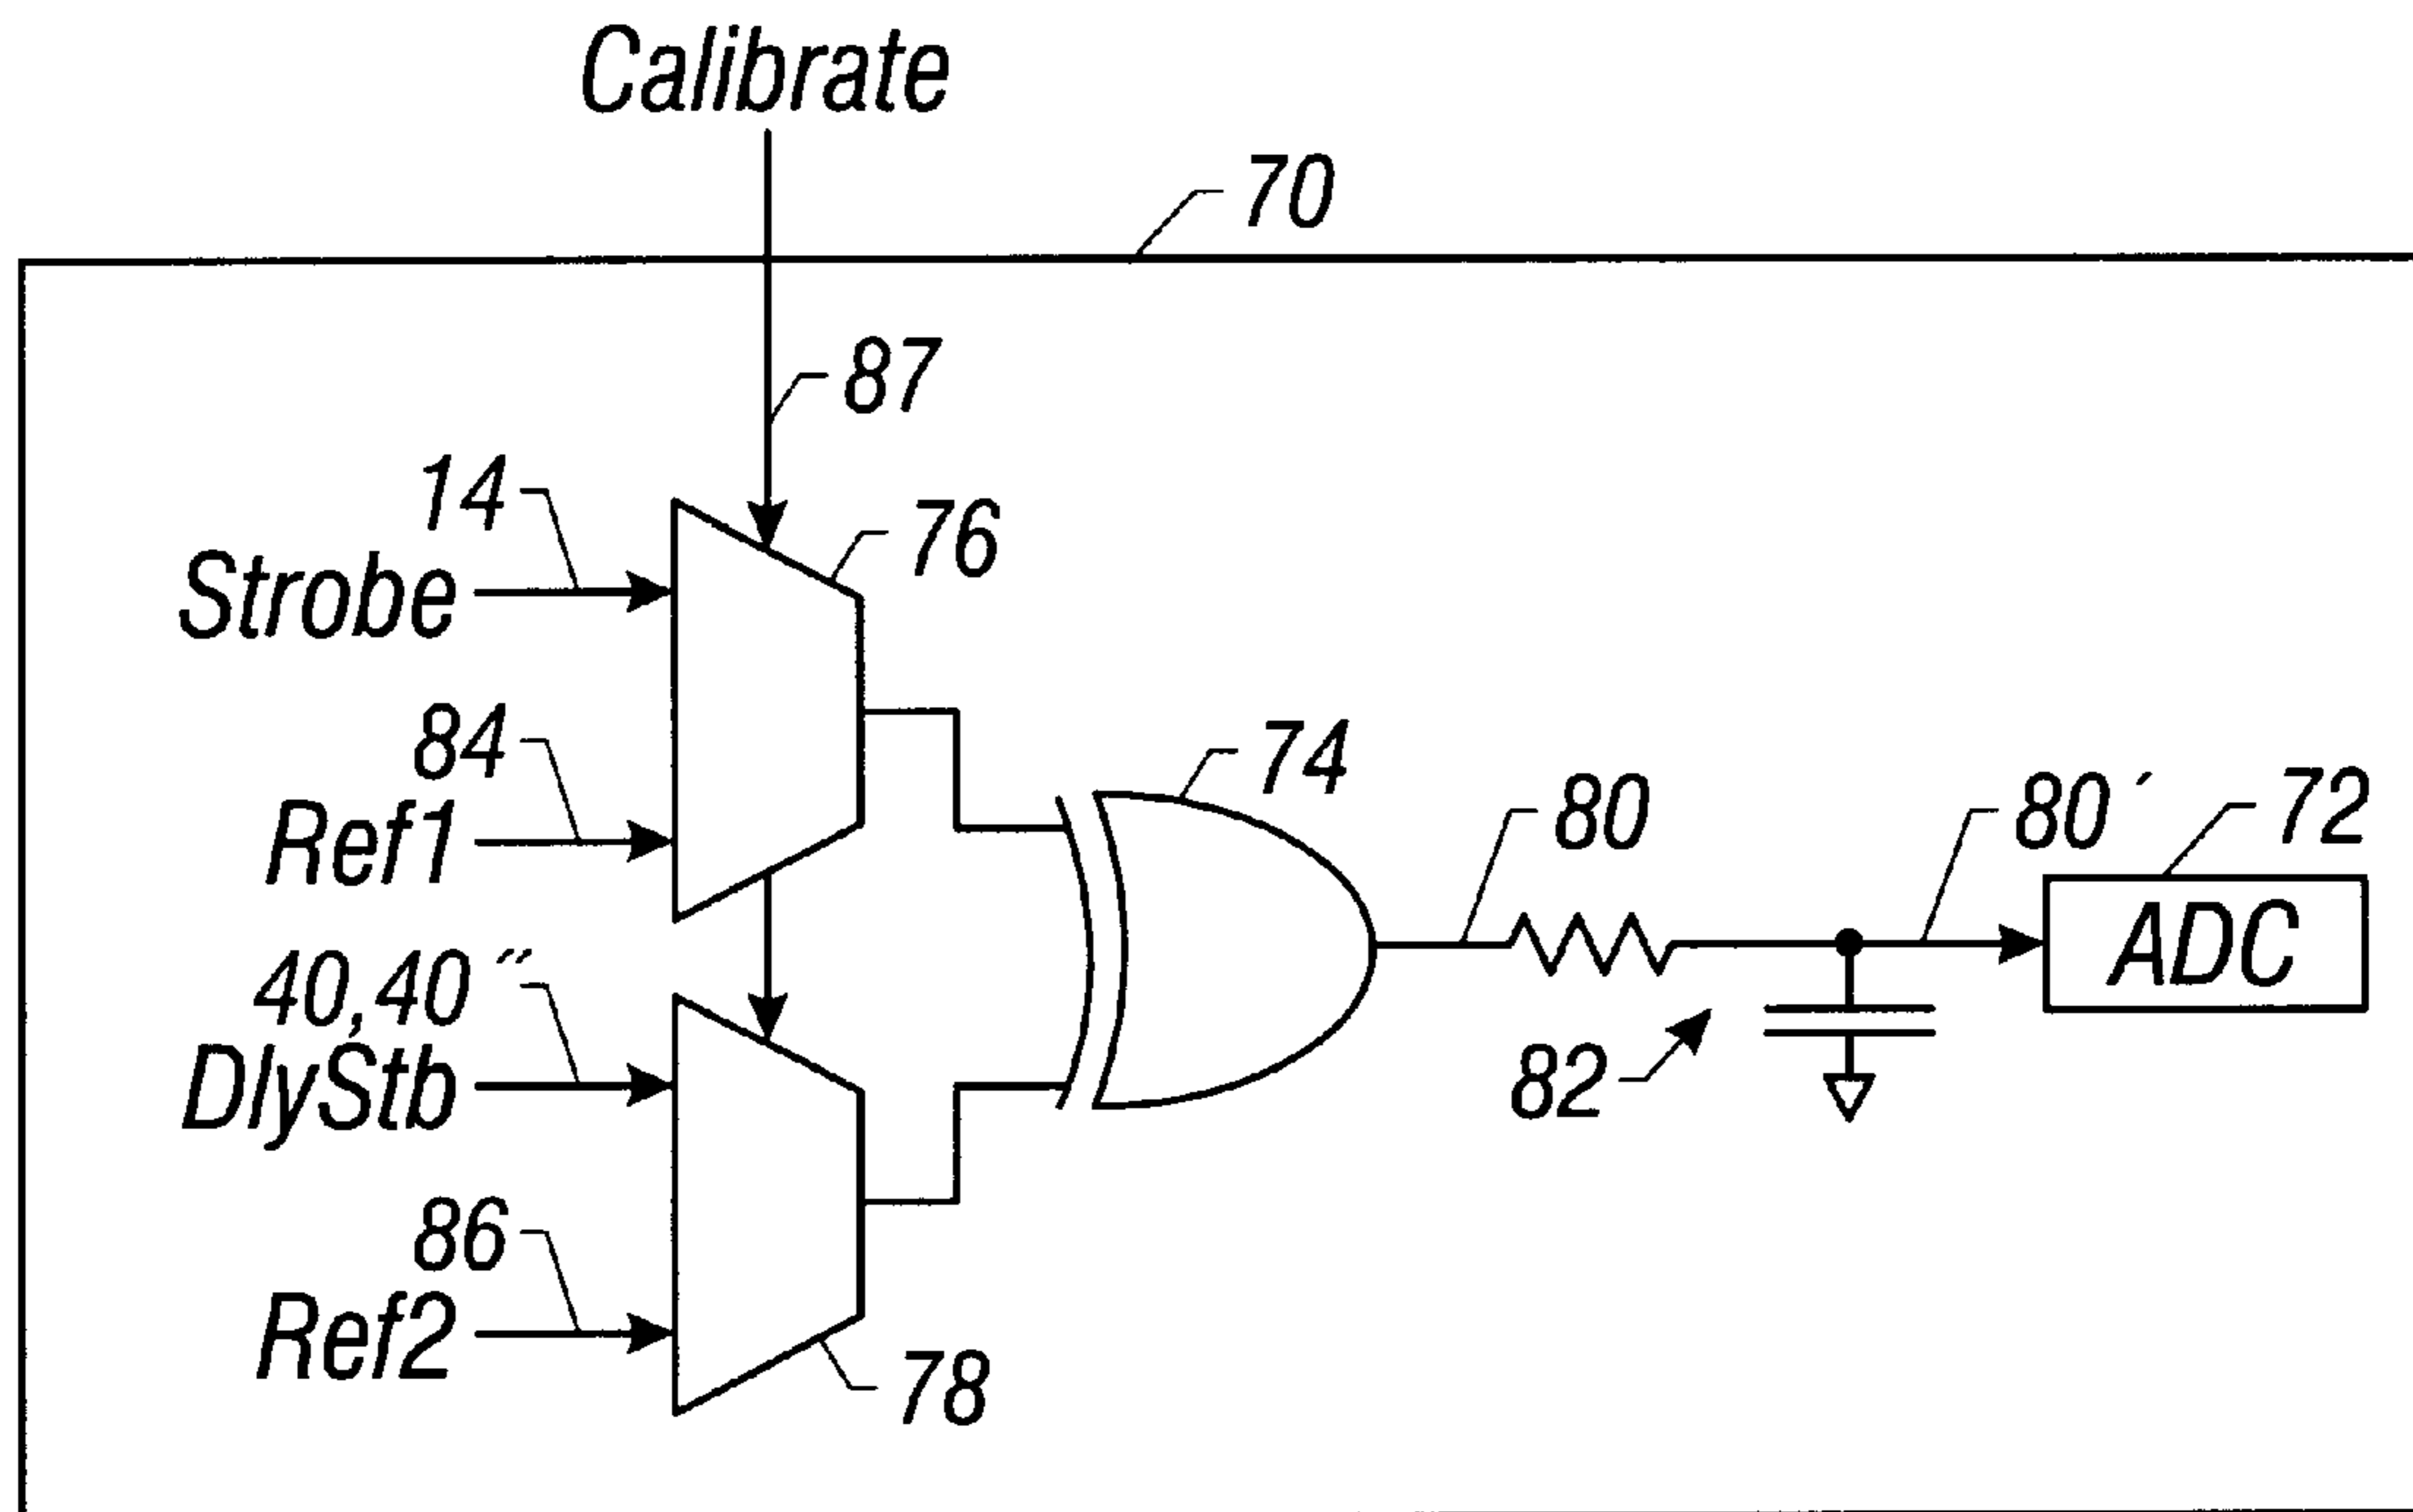 Calibrate
70
87
14
Strobe
76
84
Ref1
74
80
80´
72
ADC
40,40˝
DlyStb
82
86
Ref2
78